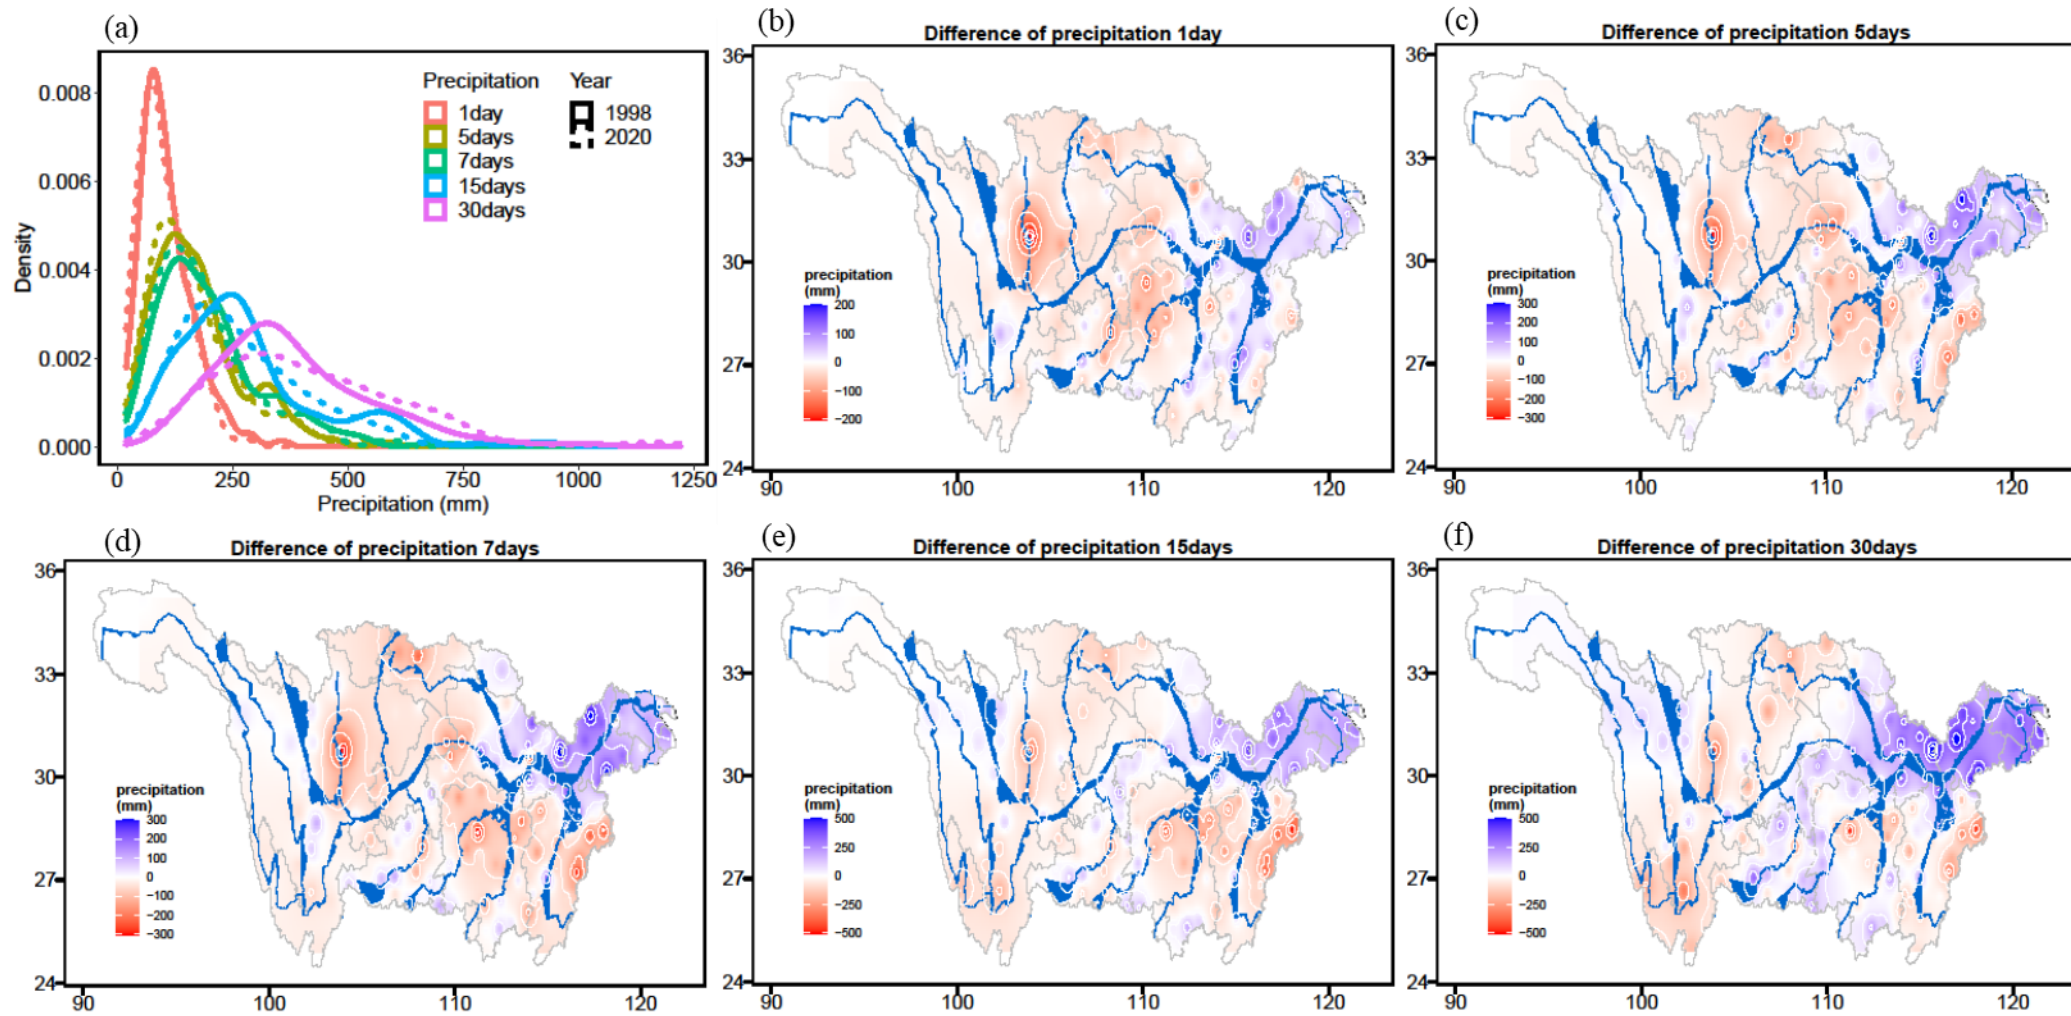 (a)
Density
0.008
0.006
0.004
0.002
0.000
0 250 500 750 1000 1250
Precipitation (mm)
Precipitation Year
1day 1998
5days 2020
7days
15days
30days
(b)
Difference of precipitation 1day
36
33
30
27
24
90 100 110 120
precipitation
(mm)
200
100
0
−100
−200
(c)
Difference of precipitation 5days
36
33
30
27
24
90 100 110 120
precipitation
(mm)
300
200
100
0
−100
−200
−300
(d)
Difference of precipitation 7days
36
33
30
27
24
90 100 110 120
precipitation
(mm)
300
200
100
0
−100
−200
−300
(e)
Difference of precipitation 15days
36
33
30
27
24
90 100 110 120
precipitation
(mm)
500
250
0
−250
−500
(f)
Difference of precipitation 30days
36
33
30
27
24
90 100 110 120
precipitation
(mm)
500
250
0
−250
−500